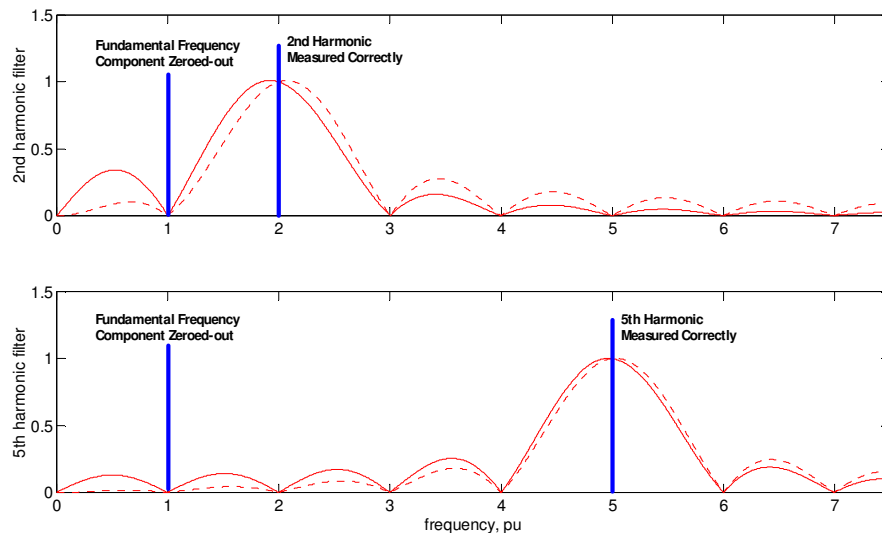 1.5
Fundamental Frequency
Component Zeroed-out
2nd Harmonic
Measured Correctly
1
0.5
0
2nd harmonic filter
0 1 2 3 4 5 6 7
1.5
Fundamental Frequency
Component Zeroed-out
5th Harmonic
Measured Correctly
1
0.5
0
5th harmonic filter
0 1 2 3 4 5 6 7
frequency, pu